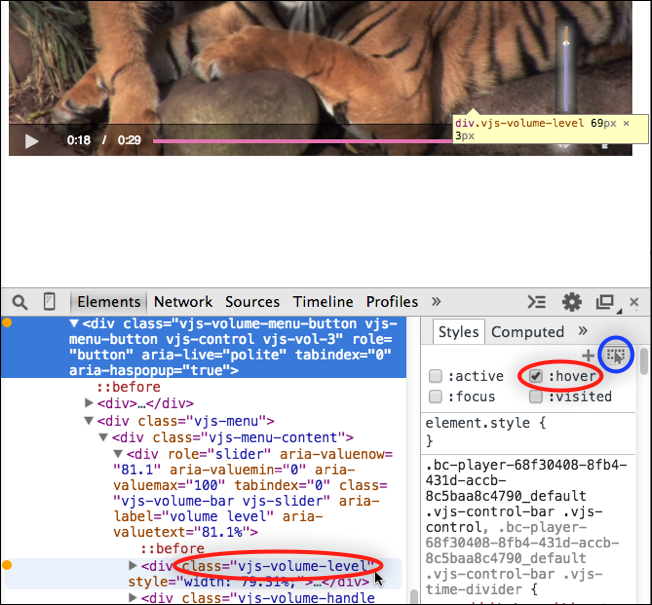 0:18 / 0:29
div.vjs-volume-level 69px ×
3px
Elements Network Sources Timeline Profiles »
<div class="vjs-volume-menu-button vjs-
menu-button vjs-control vjs-vol-3" role=
"button" aria-live="polite" tabindex="0"
aria-haspopup="true">
::before
<div>…</div>
<div class="vjs-menu">
<div class="vjs-menu-content">
<div role="slider" aria-valuenow=
"81.1" aria-valuemin="0" aria-
valuemax="100" tabindex="0" class=
"vjs-volume-bar vjs-slider" aria-
label="volume level" aria-
valuetext="81.1%">
::before
<div class="vjs-volume-level"
style="width: 79.31%;">…</div>
<div class="vjs-volume-handle
Styles Computed »
:active :hover
:focus :visited
element.style {
}
.bc-player-68f30408-8fb4-
431d-accb-
8c5baa8c4790_default
.vjs-control-bar .vjs-
control, .bc-player-
68f30408-8fb4-431d-accb-
8c5baa8c4790_default
.vjs-control-bar .vjs-
time-divider {